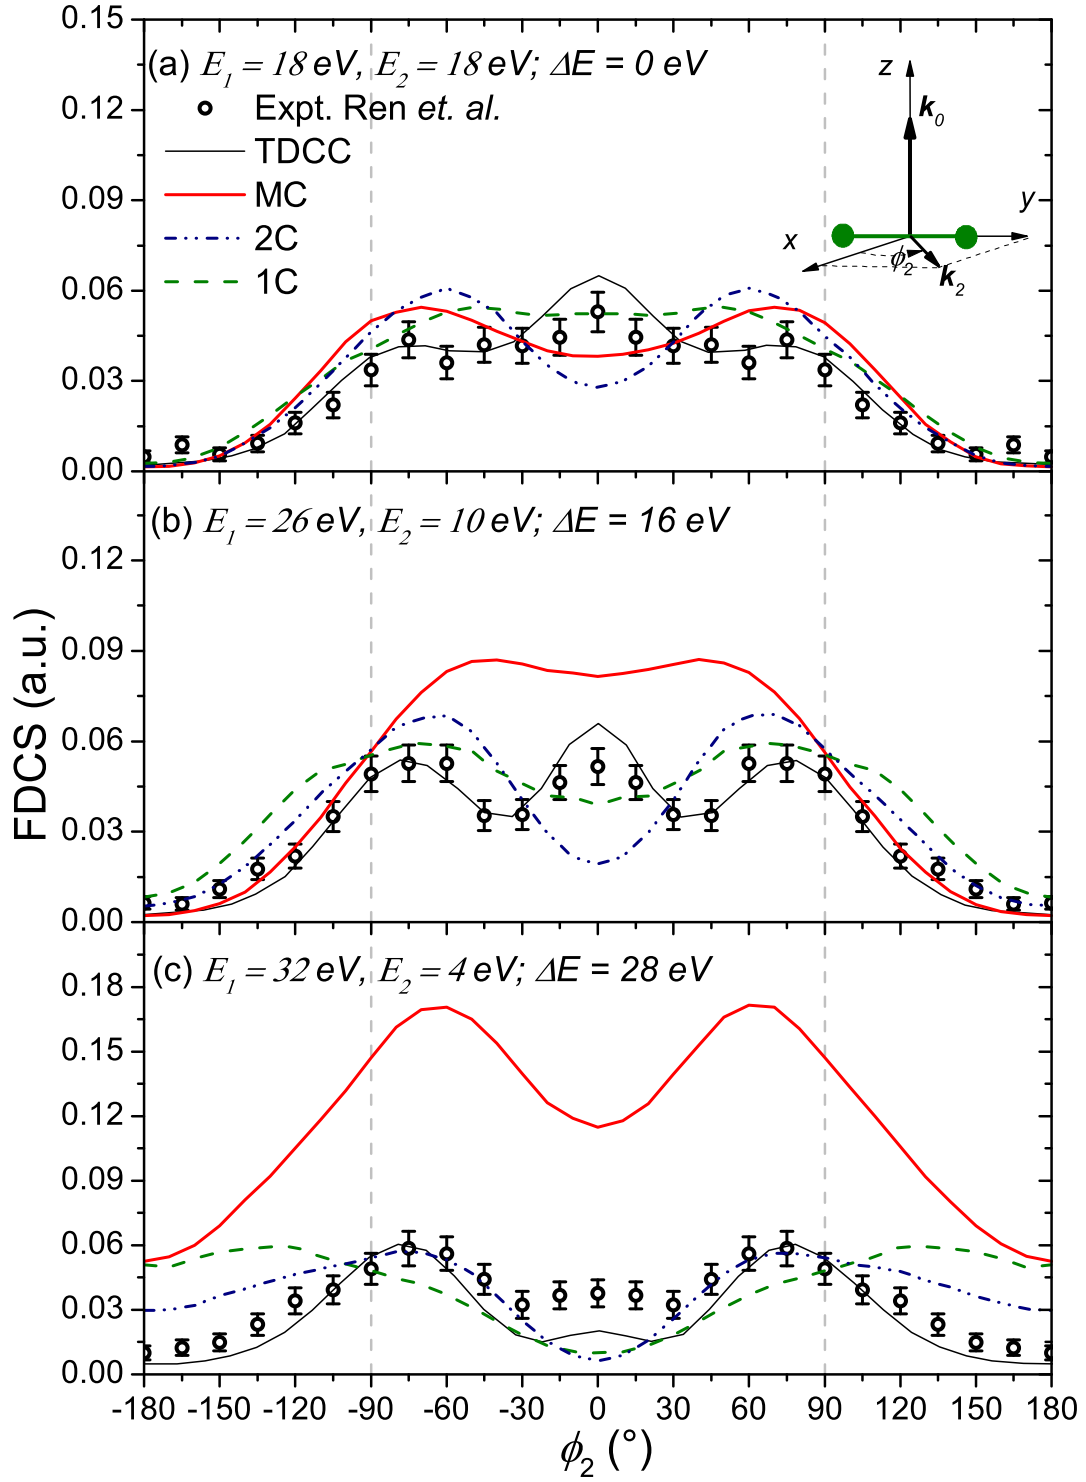 0.15
(a) E1 = 18 eV, E2 = 18 eV; ΔE = 0 eV
Expt. Ren et. al.
TDCC
MC
2C
1C
z
k0
y
x
ϕ2
k2
0.12
0.09
0.06
0.03
0.00
(b) E1 = 26 eV, E2 = 10 eV; ΔE = 16 eV
0.12
0.09
0.06
0.03
0.00
FDCS (a.u.)
(c) E1 = 32 eV, E2 = 4 eV; ΔE = 28 eV
0.18
0.15
0.12
0.09
0.06
0.03
0.00
-180 -150 -120 -90 -60 -30 0 30 60 90 120 150 180
ϕ2 (°)